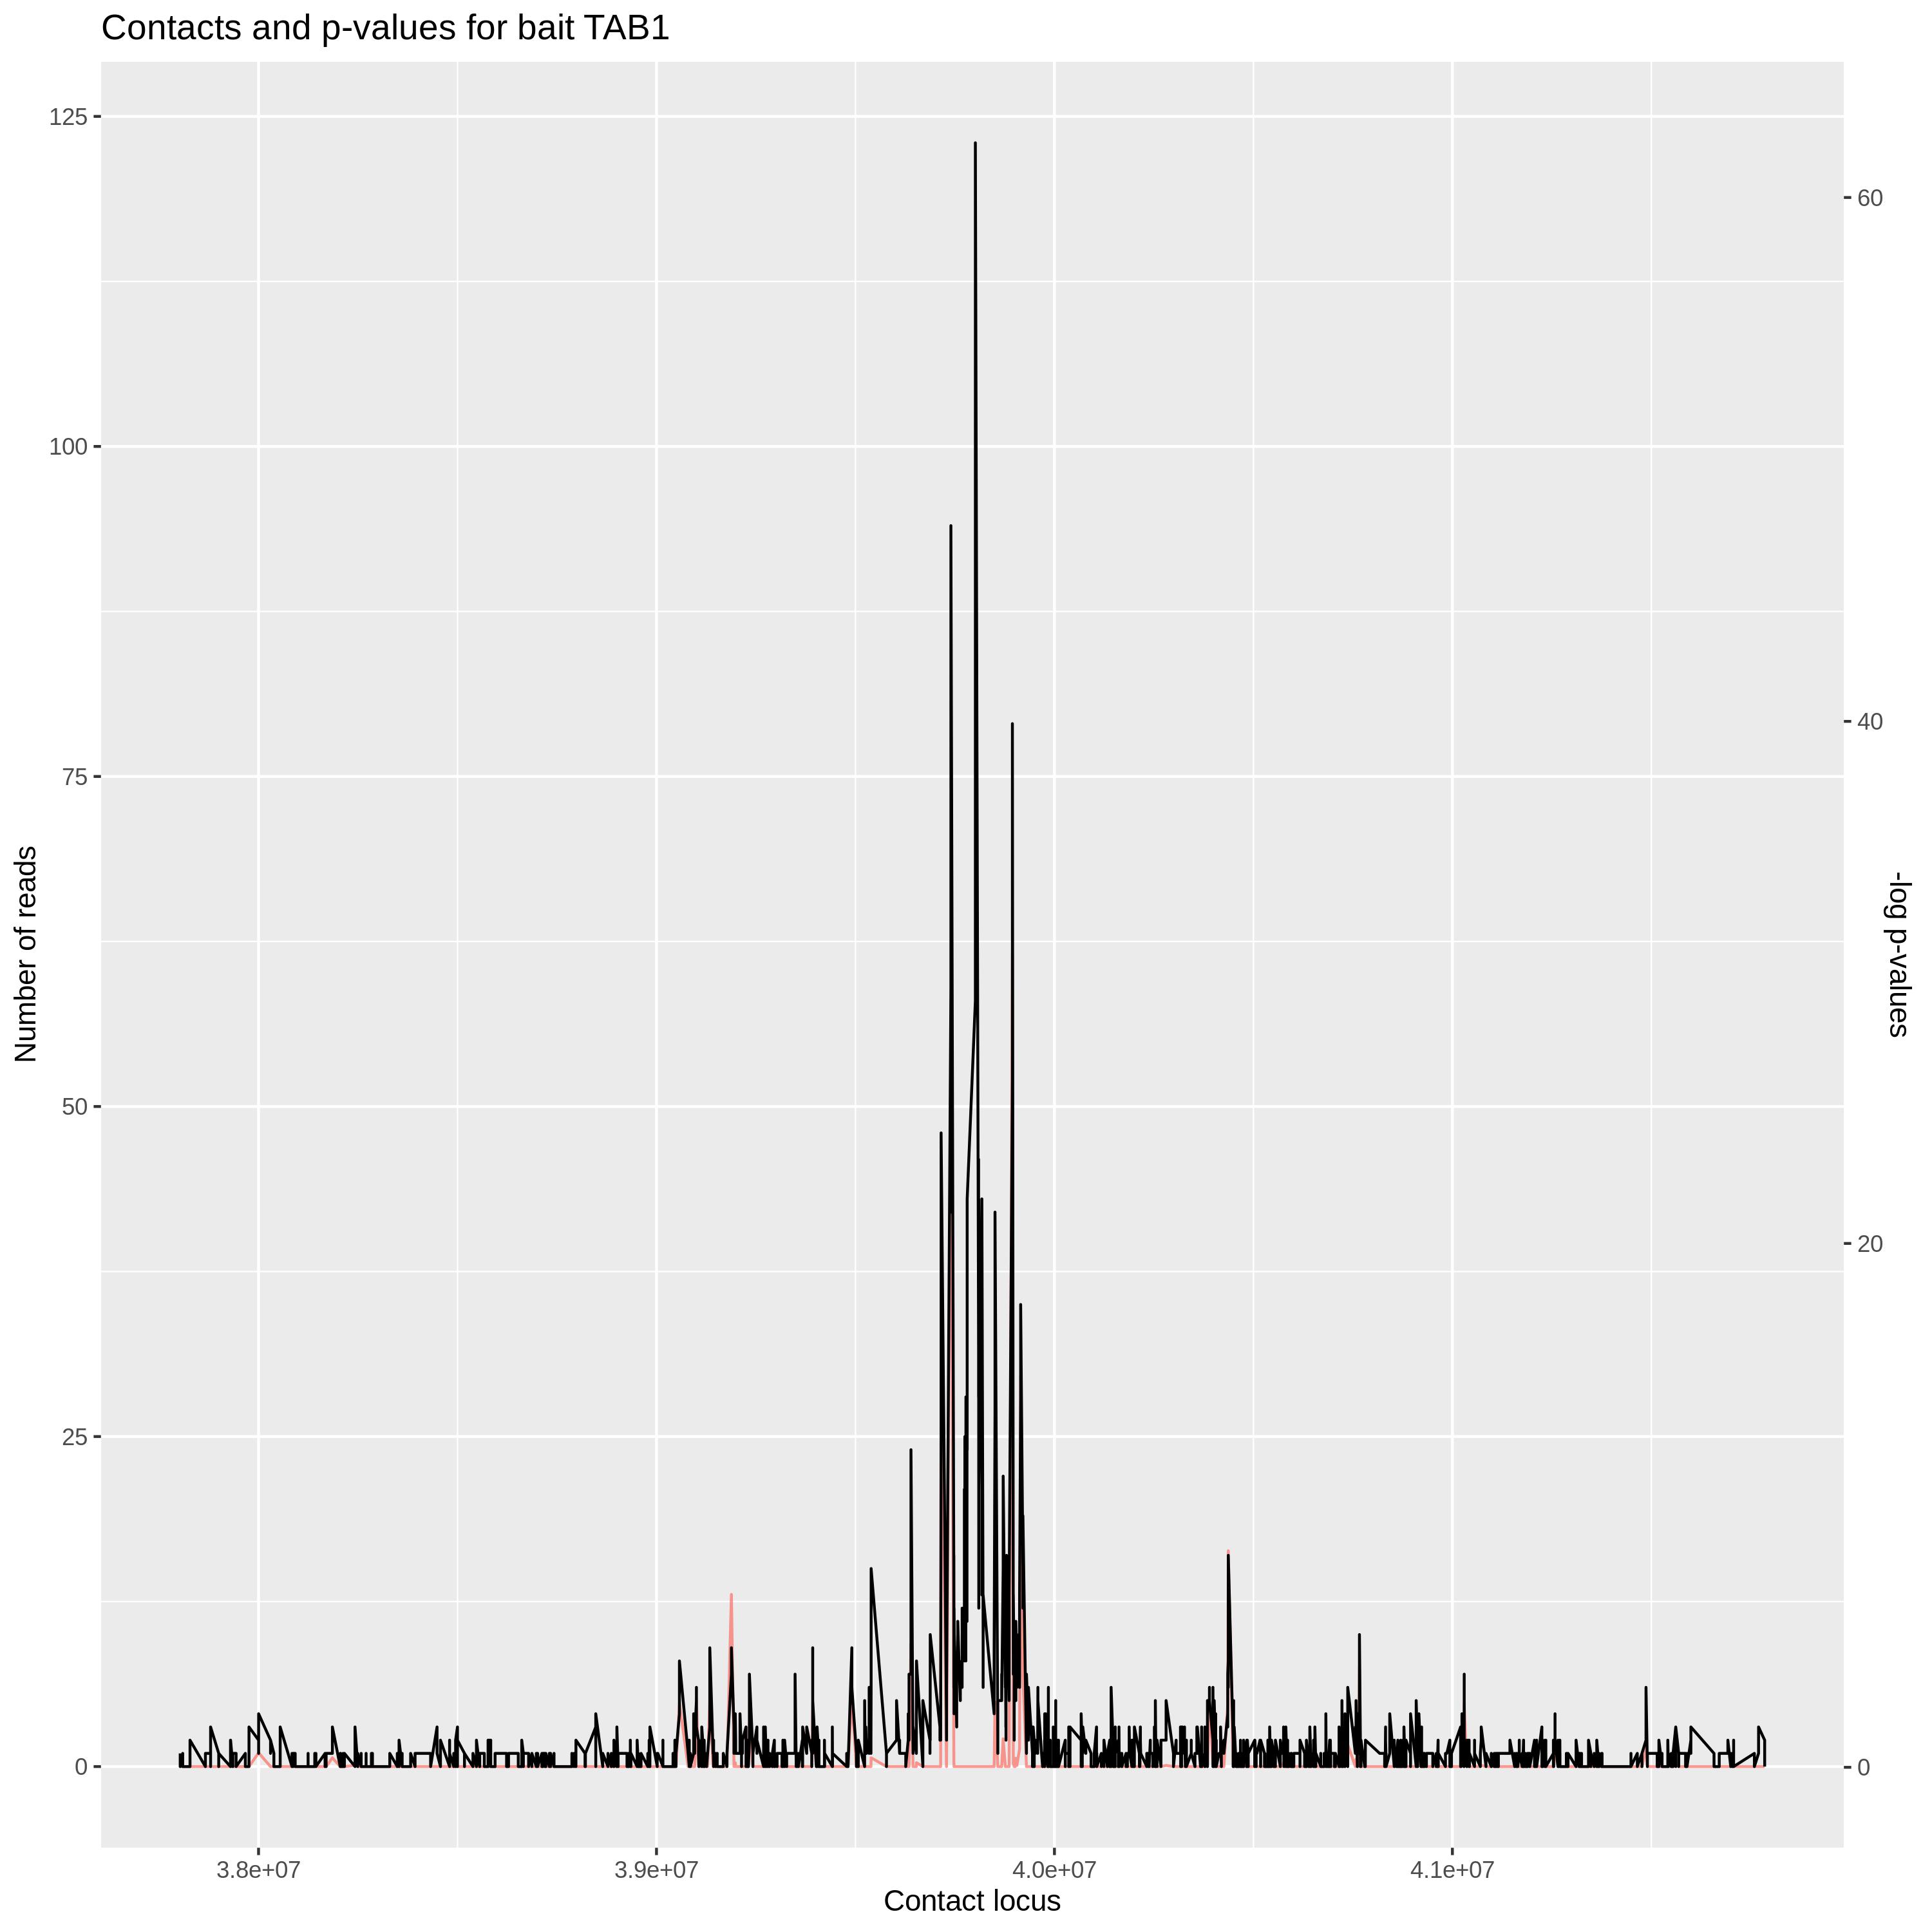 Contacts and p-values for bait TAB1
125
100
75
50
25
0
Number of reads
60
40
20
0
-log p-values
3.8e+07
3.9e+07
4.0e+07
4.1e+07
Contact locus